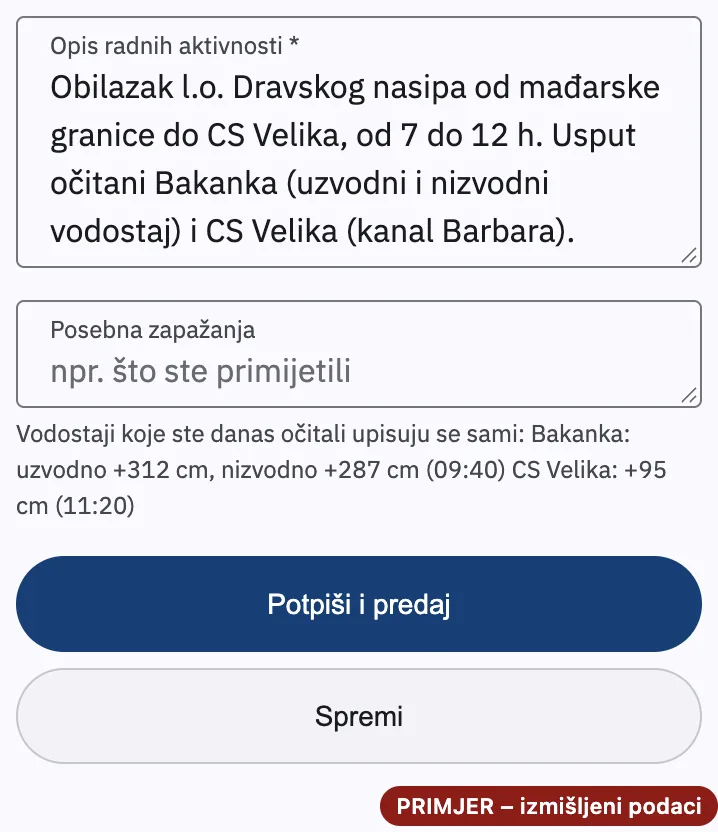 Opis radnih aktivnosti *
Obilazak l.o. Dravskog nasipa od mađarske
granice do CS Velika, od 7 do 12 h. Usput
očitani Bakanka (uzvodni i nizvodni
vodostaj) i CS Velika (kanal Barbara).
Posebna zapažanja
npr. što ste primijetili
Vodostaji koje ste danas očitali upisuju se sami: Bakanka:
uzvodno +312 cm, nizvodno +287 cm (09:40) CS Velika: +95
cm (11:20)
Potpiši i predaj
Spremi
PRIMJER – izmišljeni podaci